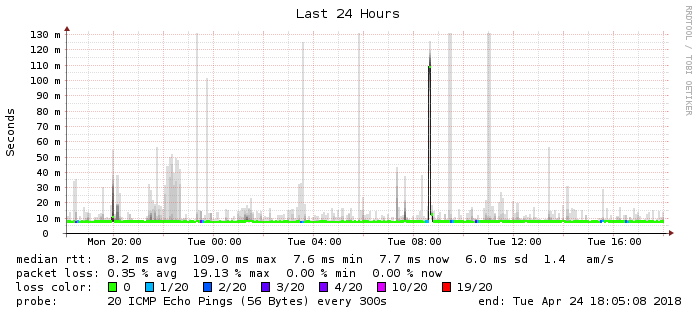 Last 24 Hours
RRDTOOL / TOBI OETIKER
Seconds
130 m
120 m
110 m
100 m
90 m
80 m
70 m
60 m
50 m
40 m
30 m
20 m
10 m
0
Mon 20:00 Tue 00:00 Tue 04:00 Tue 08:00 Tue 12:00 Tue 16:00
median rtt: 8.2 ms avg 109.0 ms max 7.6 ms min 7.7 ms now 6.0 ms sd 1.4 am/s
packet loss: 0.35 % avg 19.13 % max 0.00 % min 0.00 % now
loss color: 0 1/20 2/20 3/20 4/20 10/20 19/20
probe: 20 ICMP Echo Pings (56 Bytes) every 300s end: Tue Apr 24 18:05:08 2018